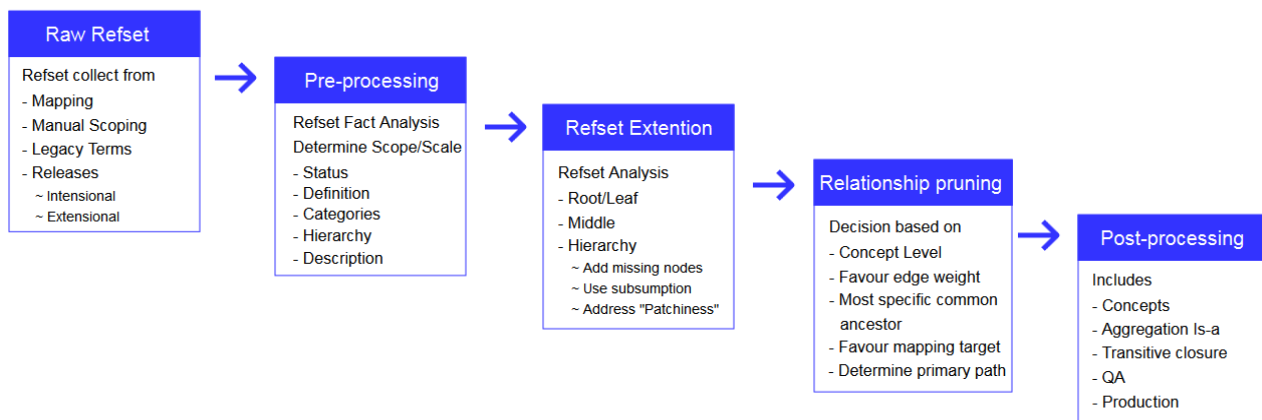 Raw Refset
Refset collect from
- Mapping
- Manual Scoping
- Legacy Terms
- Releases
~ Intensional
~ Extensional
Pre-processing
Refset Fact Analysis
Determine Scope/Scale
- Status
- Definition
- Categories
- Hierarchy
- Description
Refset Extention
Refset Analysis
- Root/Leaf
- Middle
- Hierarchy
~ Add missing nodes
~ Use subsumption
~ Address "Patchiness"
Relationship pruning
Decision based on
- Concept Level
- Favour edge weight
- Most specific common
ancestor
- Favour mapping target
- Determine primary path
Post-processing
Includes
- Concepts
- Aggregation Is-a
- Transitive closure
- QA
- Production